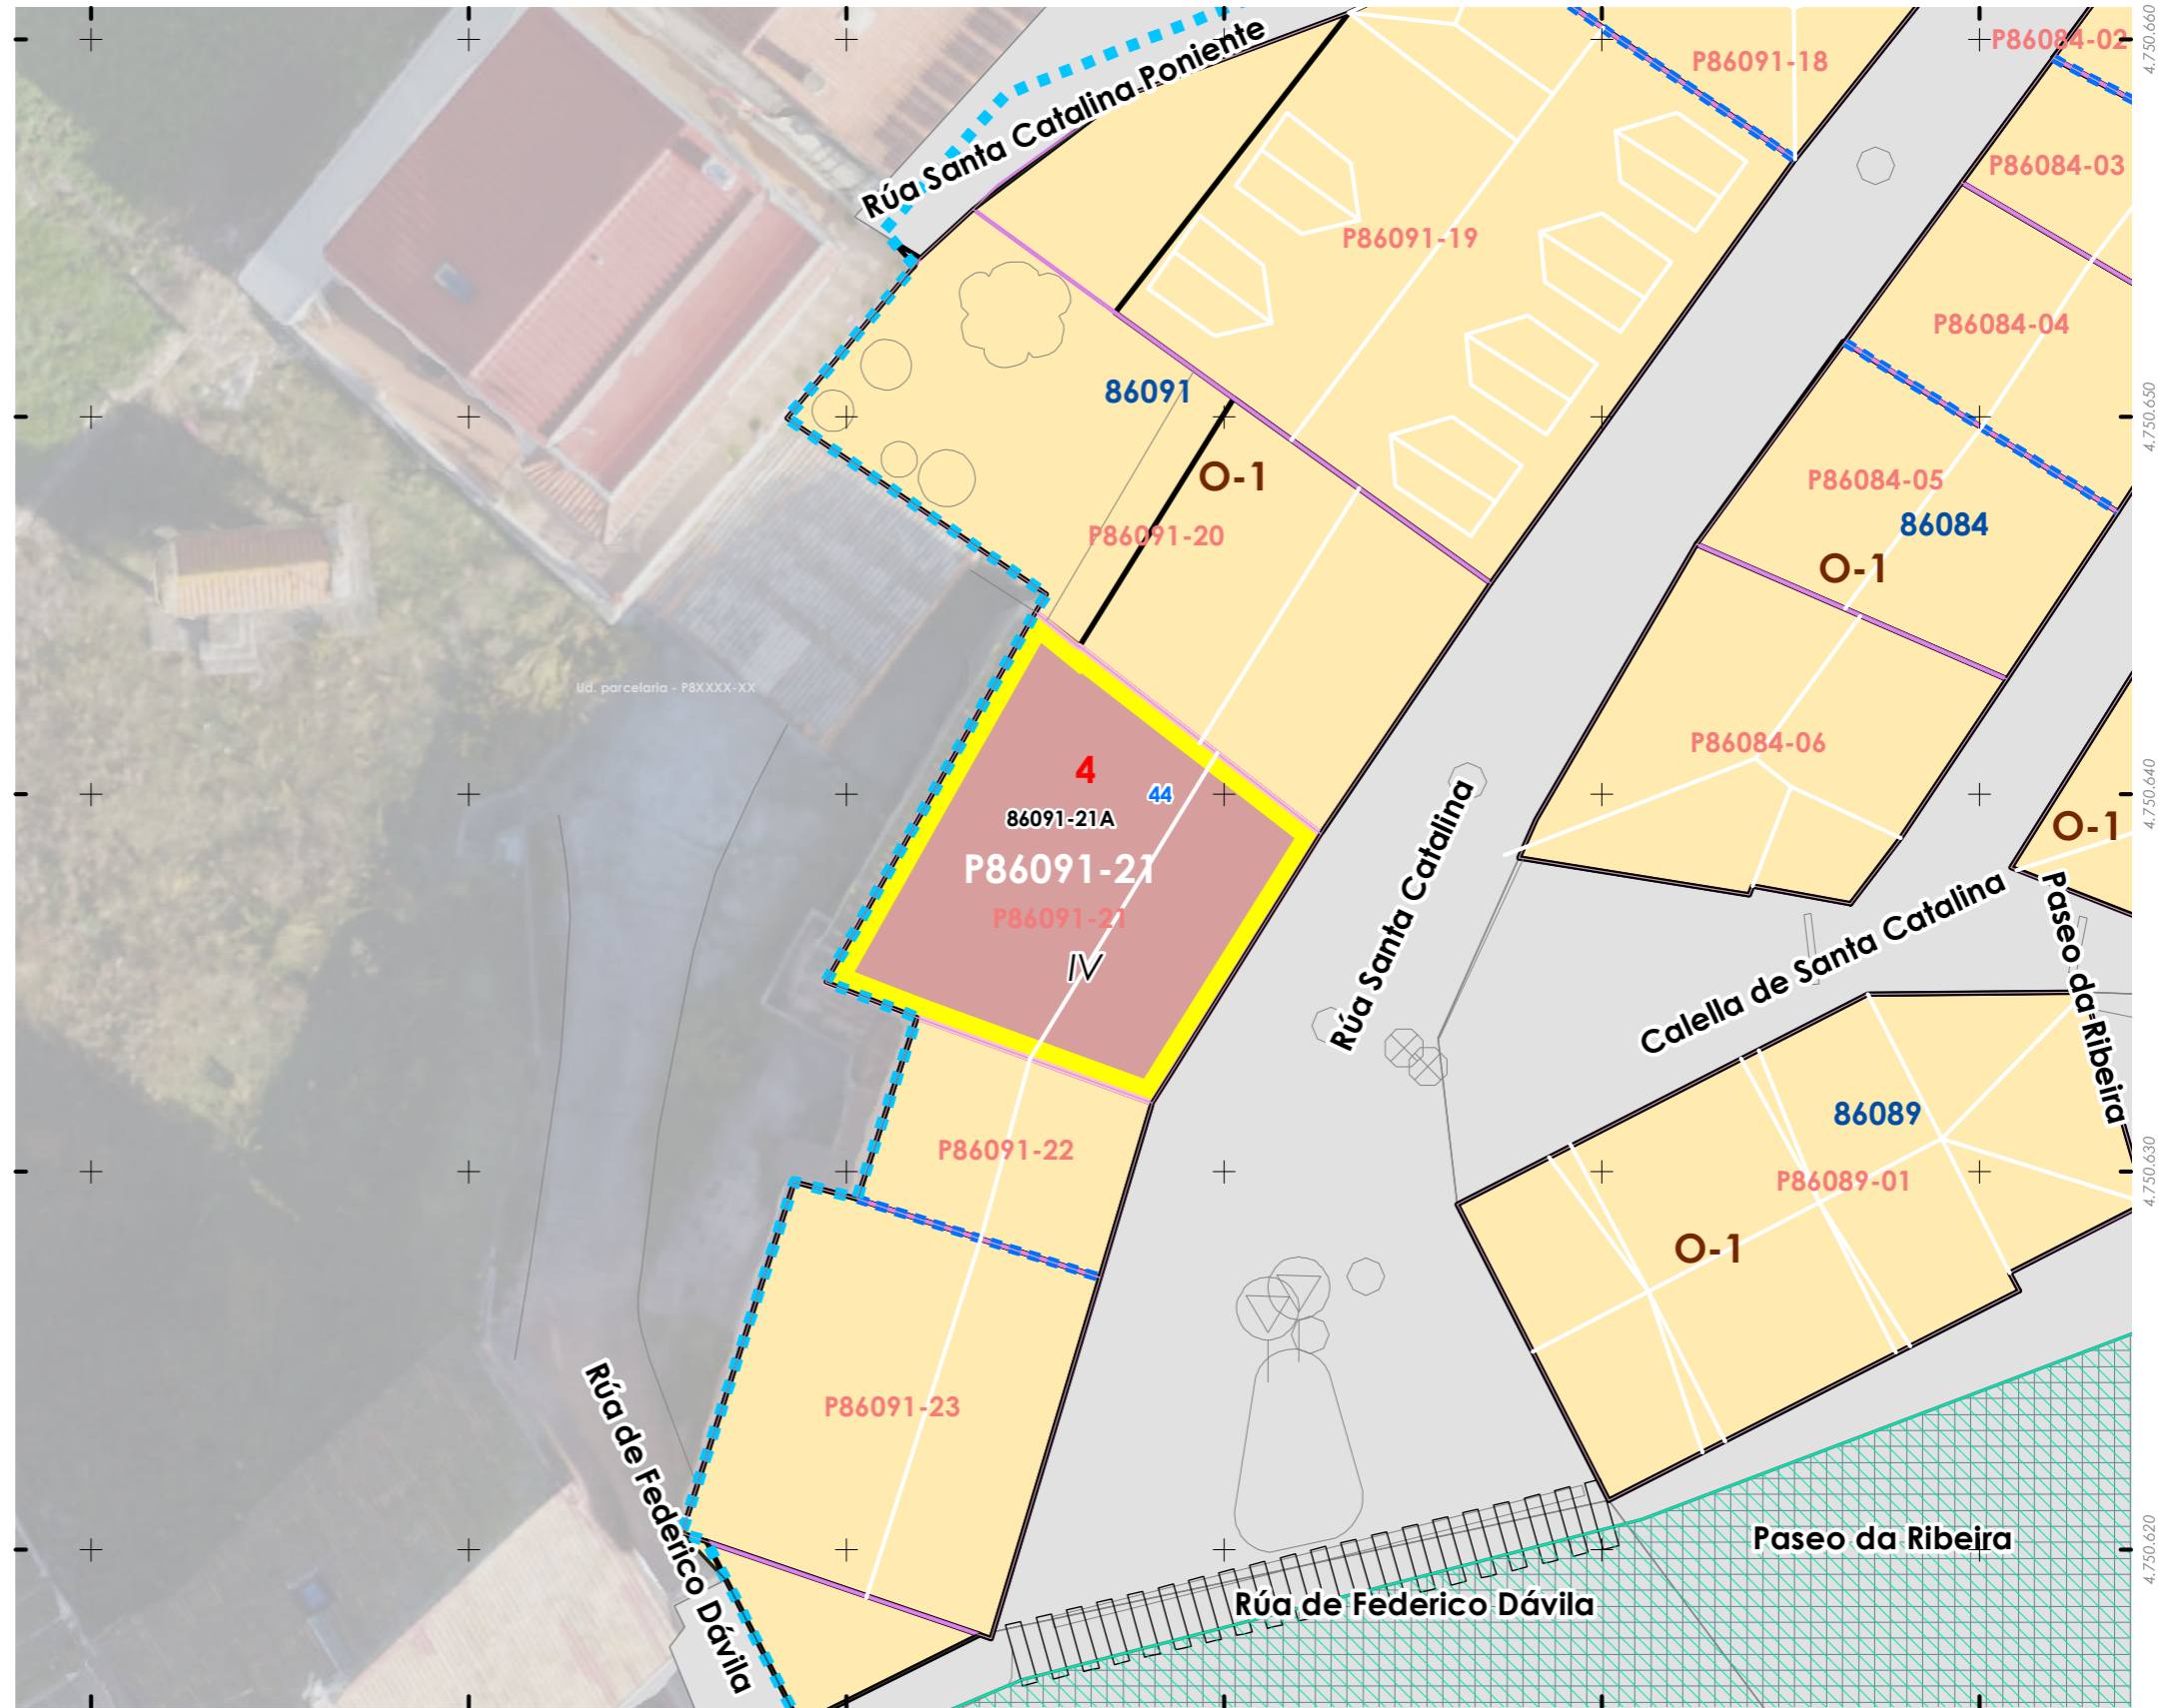 4.750.660
P86084-02
P86091-18
Rúa Santa Catalina Poniente
P86084-03
P86091-19
P86084-04
86091
4.750.650
O-1
P86084-05
86084
P86091-20
O-1
Ud. parcelaria - P8XXXX-XX
P86084-06
4
44
4.750.640
86091-21A
O-1
P86091-21
P86091-21
IV
Rúa Santa Catalina
Calella de Santa Catalina
Paseo da Ribeira
86089
P86091-22
P86089-01
4.750.630
O-1
P86091-23
Rúa de Federico Dávila
Paseo da Ribeira
4.750.620
Rúa de Federico Dávila